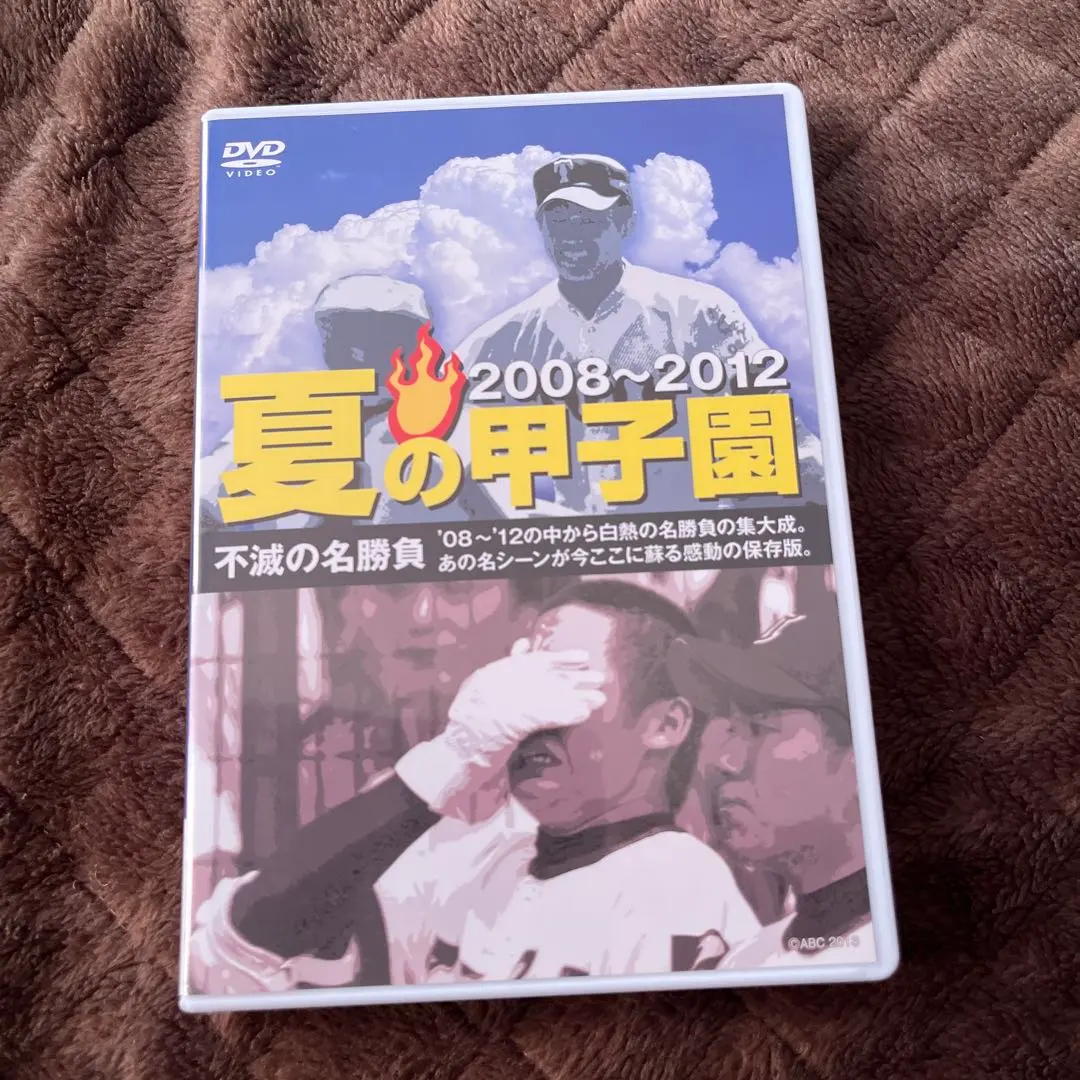 DVD
VIDEO
T
2008〜2012
夏の甲子園
不滅の名勝負
'08〜'12の中から白熱の名勝負の集大成。
あの名シーンが今ここに蘇る感動の保存版。
©ABC 2013